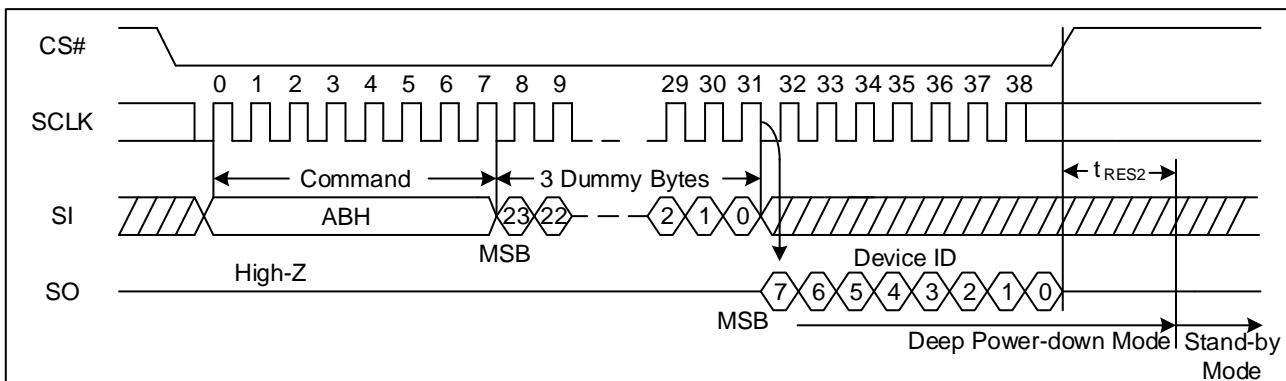 CS#
0 1 2 3 4 5 6 7 8 9 29 30 31 32 33 34 35 36 37 38
SCLK
Command 3 Dummy Bytes tRES2
SI ABH 23 22 2 1 0
MSB
High-Z Device ID
SO 7 6 5 4 3 2 1 0
MSB
Deep Power-down Mode Stand-by
Mode